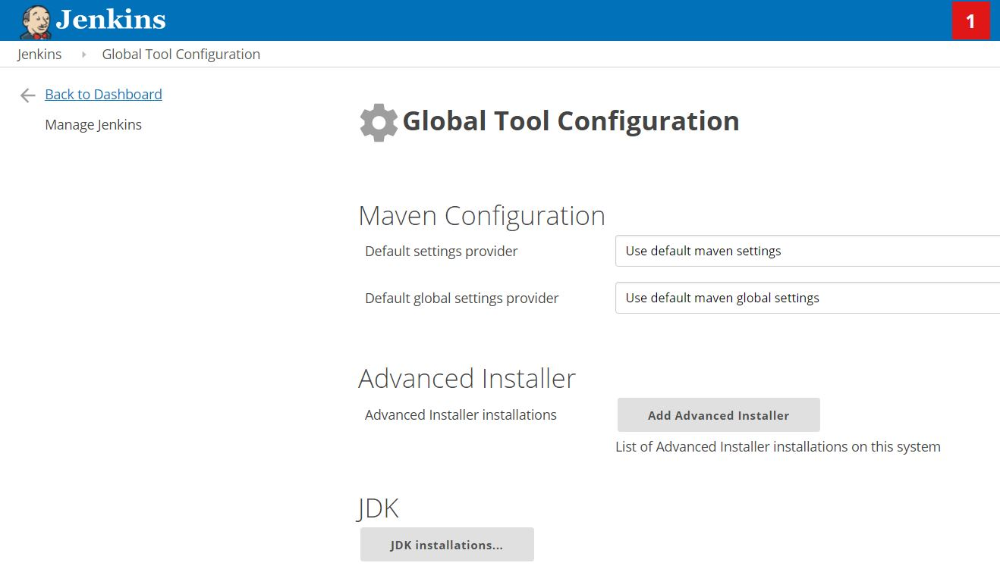 Jenkins
1
Jenkins Global Tool Configuration
Back to Dashboard
Manage Jenkins
Global Tool Configuration
Maven Configuration
Default settings provider Use default maven settings
Default global settings provider Use default maven global settings
Advanced Installer
Advanced Installer installations Add Advanced Installer
List of Advanced Installer installations on this system
JDK
JDK installations...